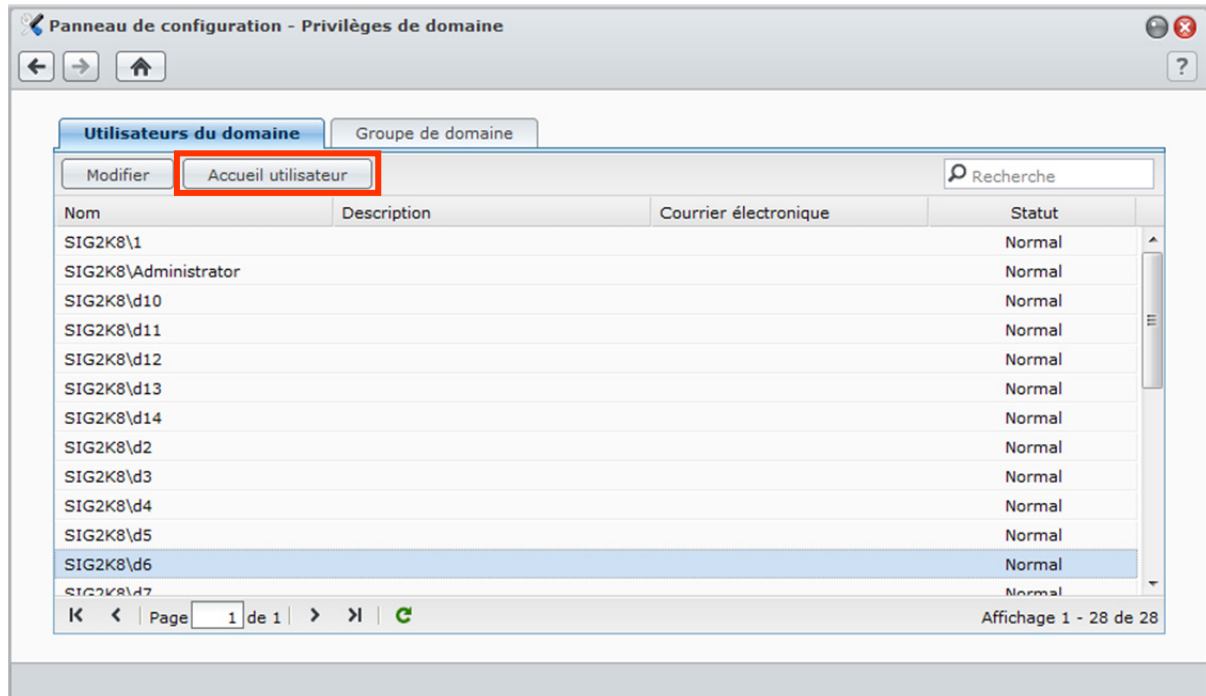 Panneau de configuration - Privilèges de domaine
?
Utilisateurs du domaine Groupe de domaine
Modifier Accueil utilisateur Recherche
Nom Description Courrier électronique Statut
SIG2K8\1 Normal
SIG2K8\Administrator Normal
SIG2K8\d10 Normal
SIG2K8\d11 Normal
SIG2K8\d12 Normal
SIG2K8\d13 Normal
SIG2K8\d14 Normal
SIG2K8\d2 Normal
SIG2K8\d3 Normal
SIG2K8\d4 Normal
SIG2K8\d5 Normal
SIG2K8\d6 Normal
SIG2K8\d7 Normal
Page 1 de 1 Affichage 1 - 28 de 28